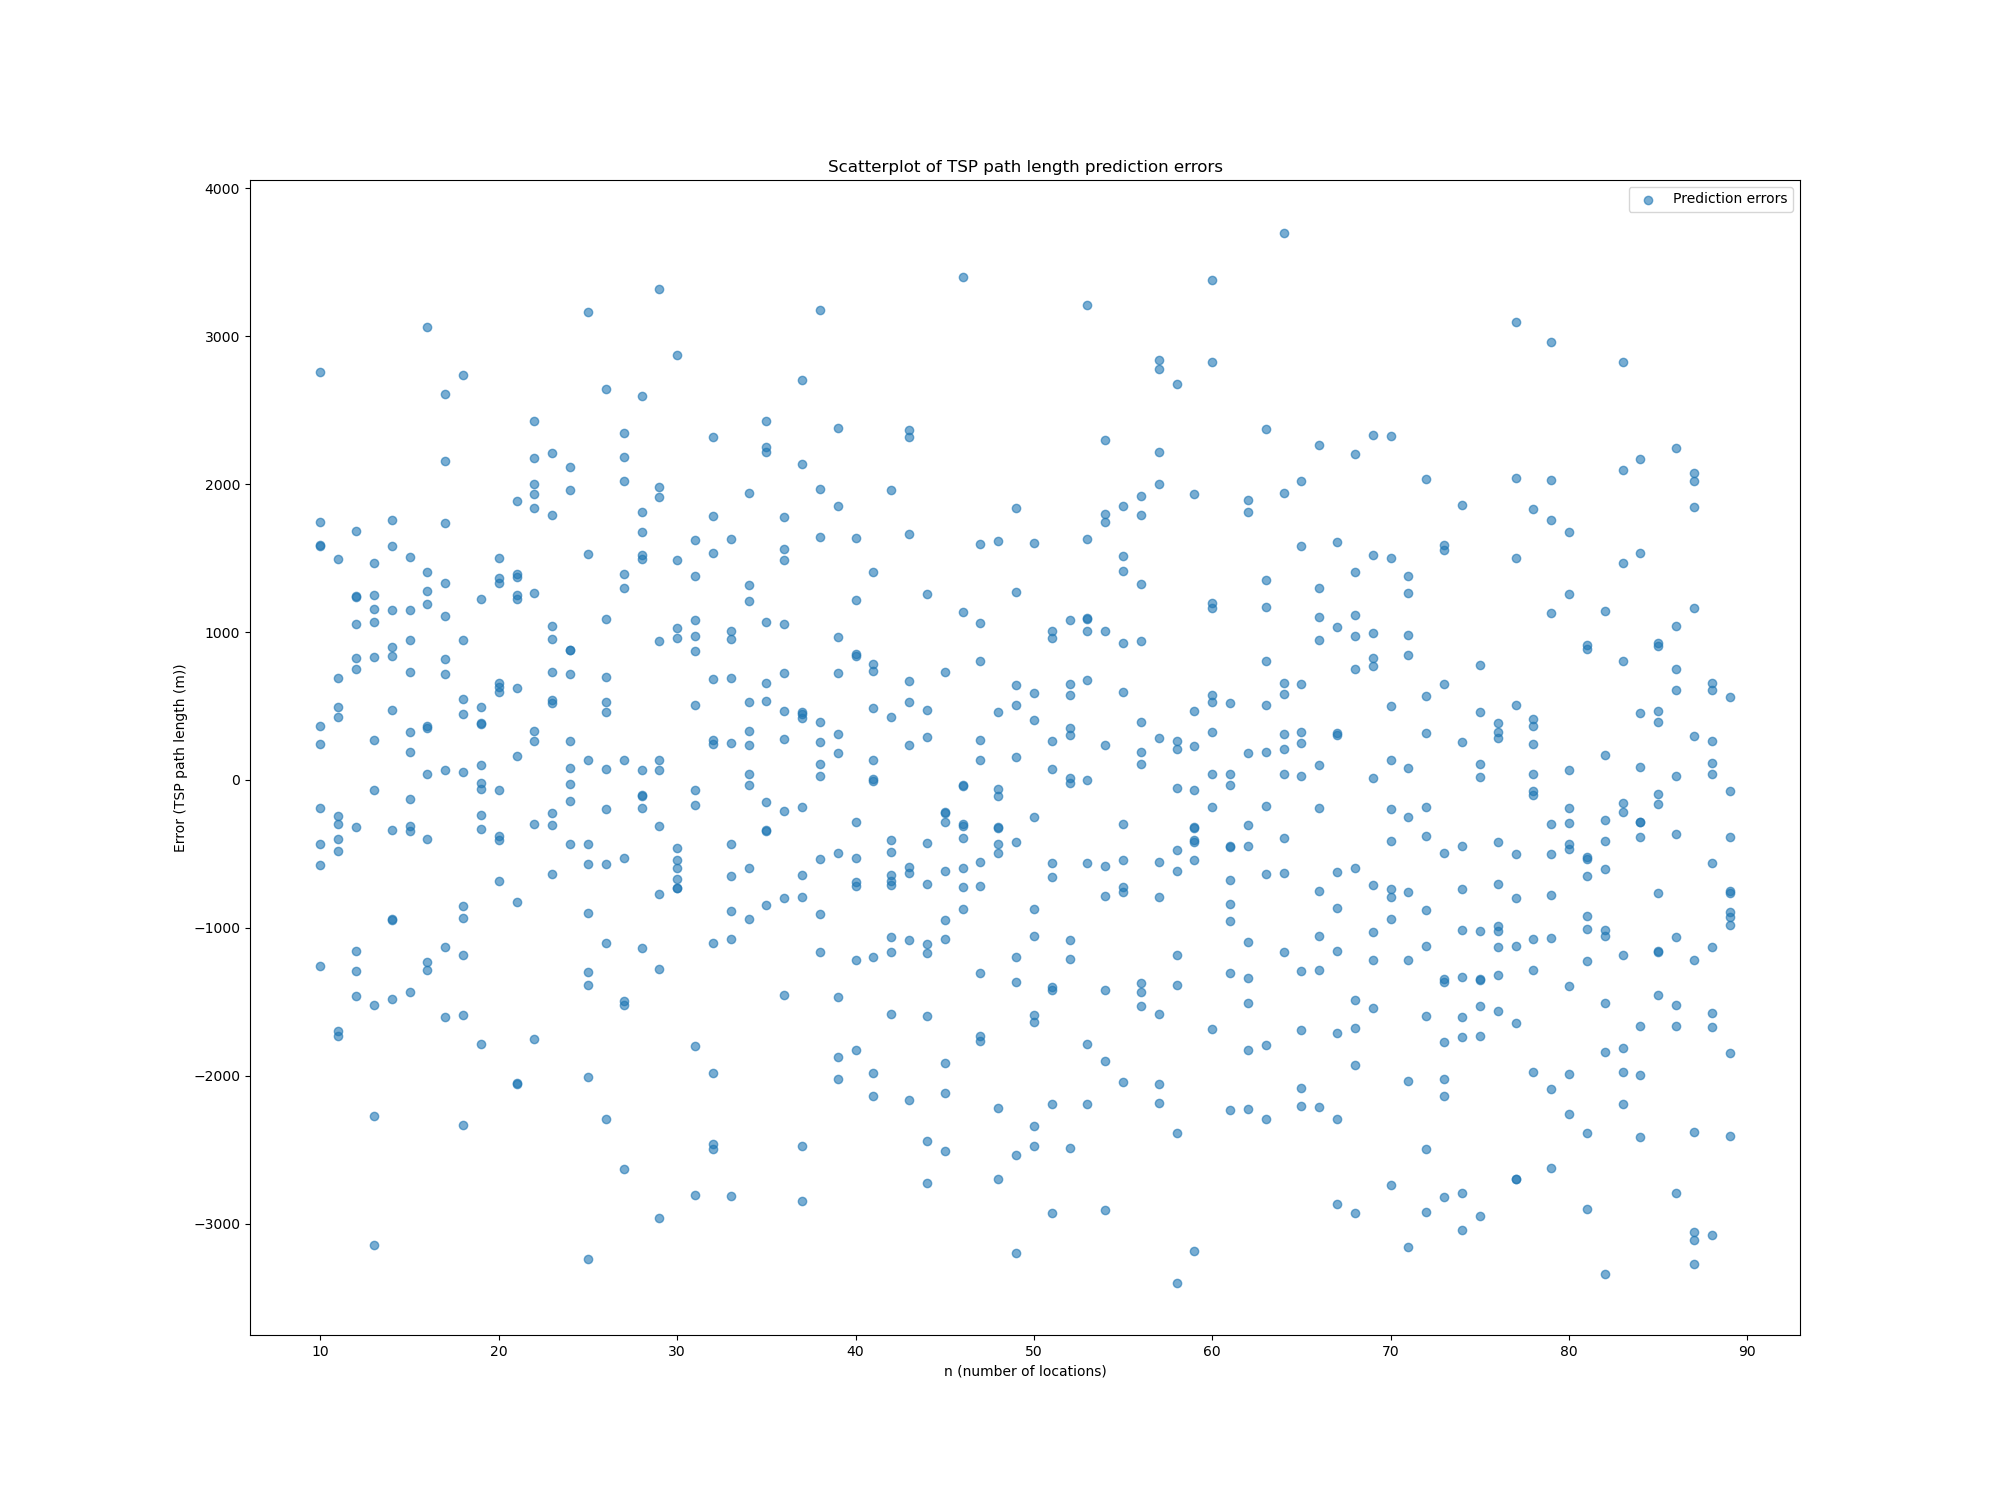 Scatterplot of TSP path length prediction errors
Prediction errors
4000
3000
2000
1000
0
−1000
−2000
−3000
Error (TSP path length (m))
10 20 30 40 50 60 70 80 90
n (number of locations)